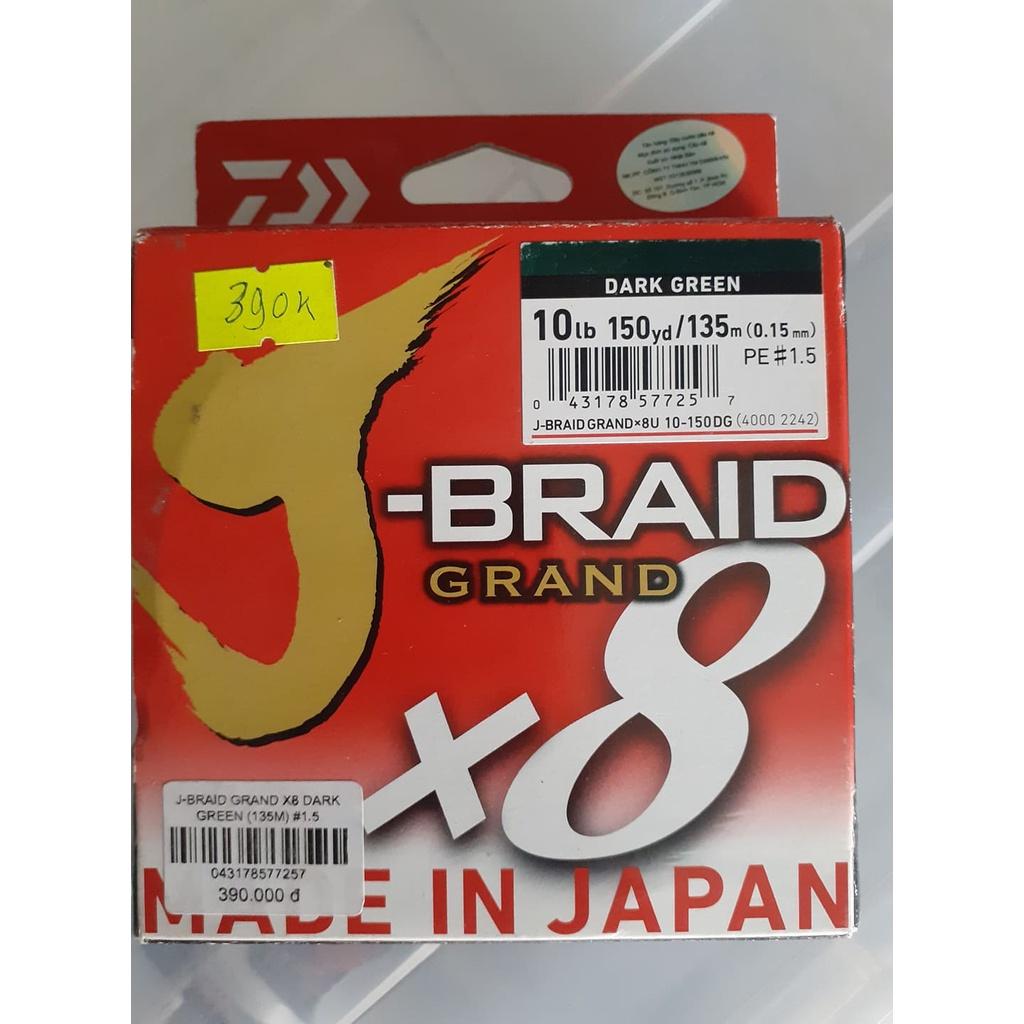 390K
DARK GREEN
10lb 150yd/135m (0.15mm)
PE#1.5
0 43178 57725 7
J-BRAID GRAND×8U 10-150DG (4000 2242)
J-BRAID
GRAND
x8
J-BRAID GRAND X8 DARK
GREEN (135M) #1.5
043178577257
390.000 đ
MADE IN JAPAN